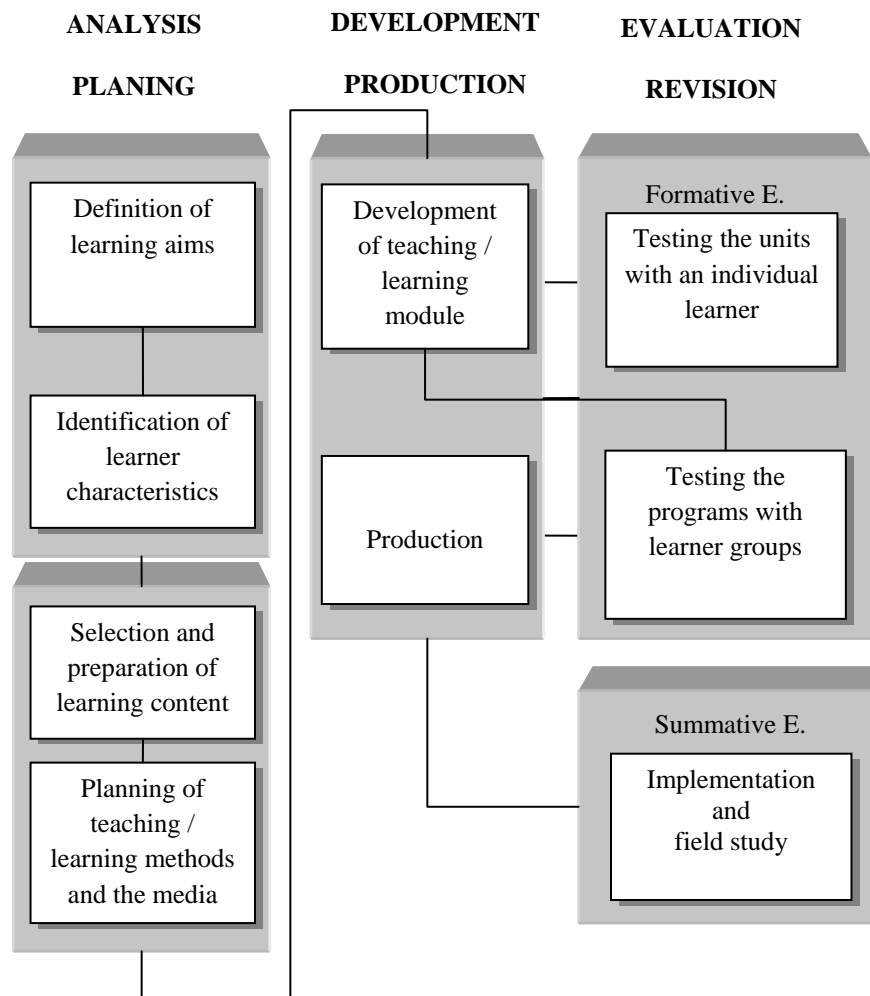 ANALYSIS
PLANING
DEVELOPMENT
PRODUCTION
EVALUATION
REVISION
Definition of
learning aims
Identification of
learner
characteristics
Selection and
preparation of
learning content
Planning of
teaching /
learning methods
and the media
Development
of teaching /
learning
module
Production
Formative E.
Testing the units
with an individual
learner
Testing the
programs with
learner groups
Summative E.
Implementation
and
field study